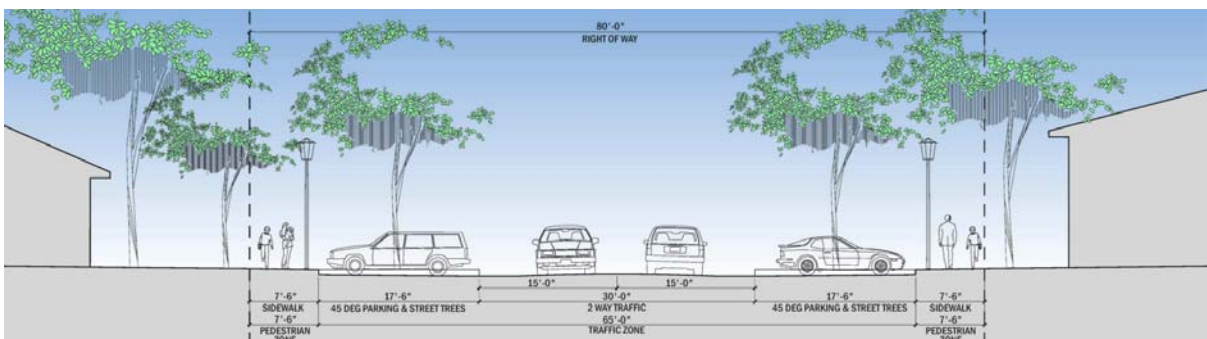 80'-0"
RIGHT OF WAY
15'-0" 15'-0"
7'-6" 17'-6" 30'-0" 17'-6" 7'-6"
SIDEWALK 45 DEG PARKING & STREET TREES 2 WAY TRAFFIC 45 DEG PARKING & STREET TREES SIDEWALK
7'-6" 65'-0" 7'-6"
PEDESTRIAN TRAFFIC ZONE PEDESTRIAN
ZONE ZONE